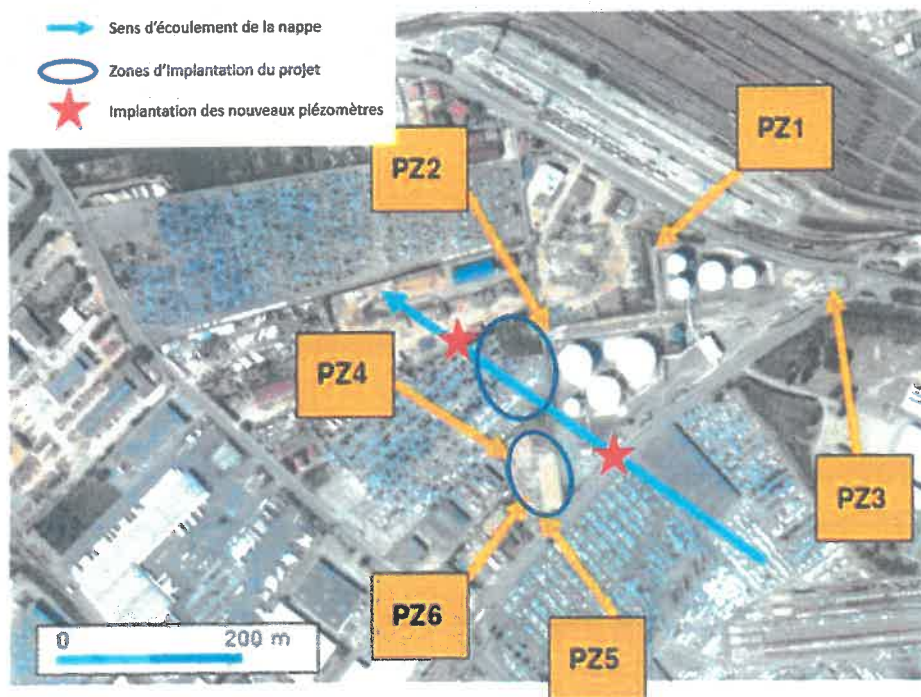 Sens d'écoulement de la nappe
Zones d'Implantation du projet
Implantation des nouveaux piézomètres
PZ1
PZ2
PZ4
PZ3
PZ6
PZ5
0 200 m